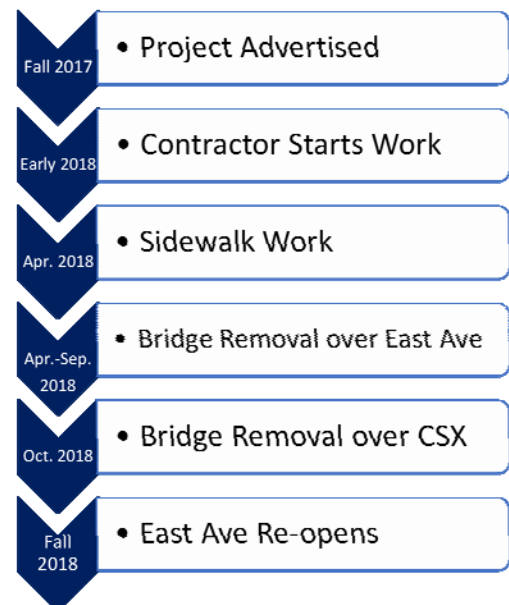 Fall 2017
• Project Advertised
Early 2018
• Contractor Starts Work
Apr. 2018
• Sidewalk Work
Apr.-Sep.
2018
• Bridge Removal over East Ave
Oct. 2018
• Bridge Removal over CSX
Fall
2018
• East Ave Re-opens